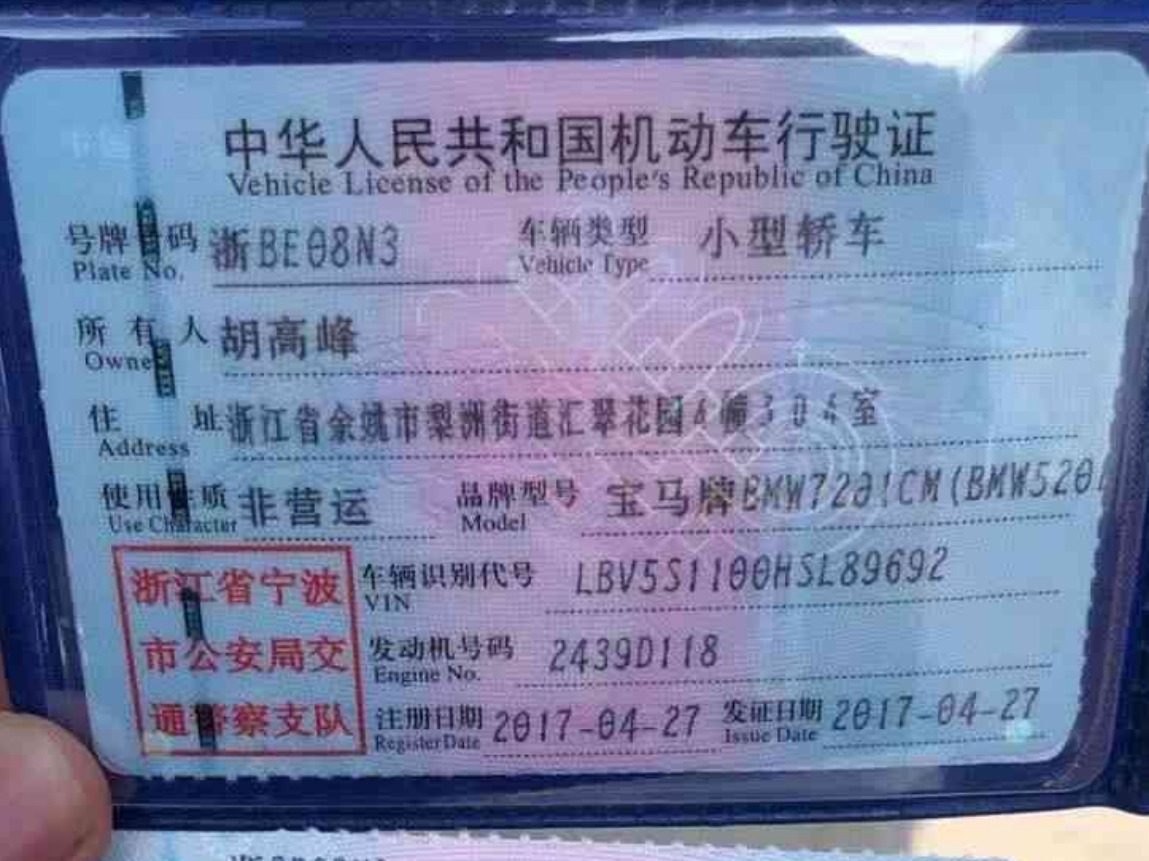 中华人民共和国机动车行驶证
Vehicle License of the People's Republic of China
号牌号码 浙BE08N3 车辆类型 小型轿车
Plate No. Vehicle Type
所有人 胡高峰
Owner
住址 浙江省余姚市梨洲街道汇翠花园4幢304室
Address
使用性质 非营运 品牌型号 宝马牌BMW7201CM(BMW520
Use Character Model
浙江省宁波
市公安局交
通警察支队
车辆识别代号 LBV5S1100HSL89692
VIN
发动机号码 2439D118
Engine No.
注册日期 2017-04-27 发证日期 2017-04-27
Register Date Issue Date